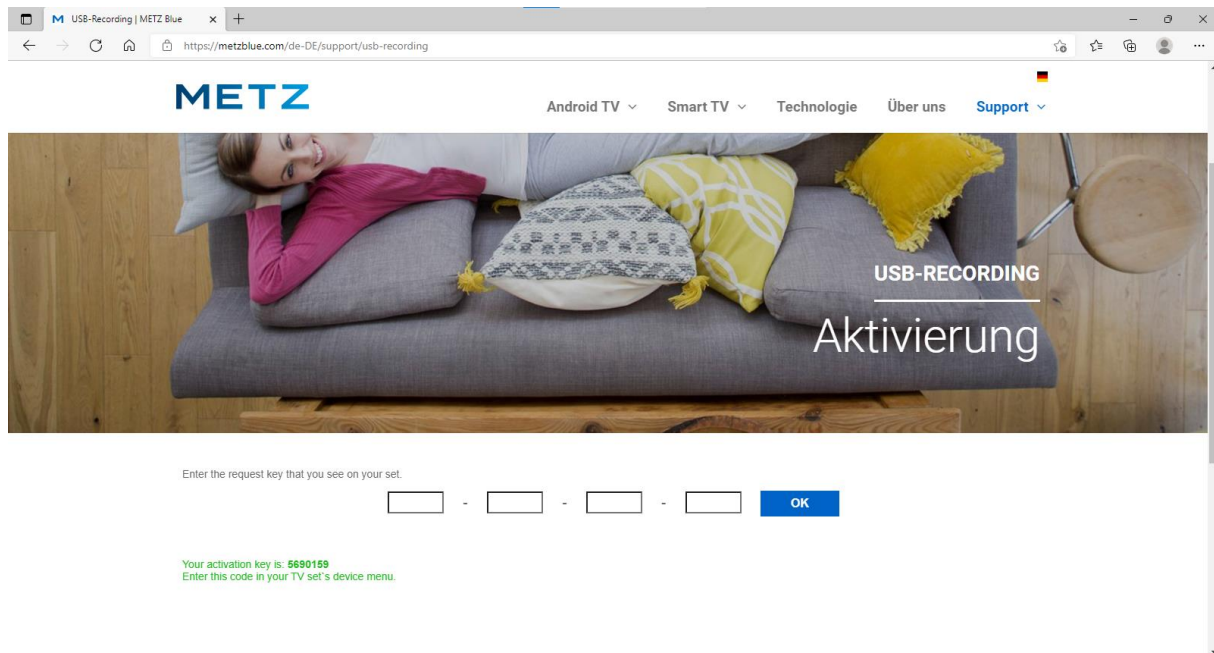 USB-Recording | METZ Blue
https://metzblue.com/de-DE/support/usb-recording
METZ
Android TV Smart TV Technologie Über uns Support
USB-RECORDING
Aktivierung
Enter the request key that you see on your set.
- - - OK
Your activation key is: 5690159
Enter this code in your TV set`s device menu.